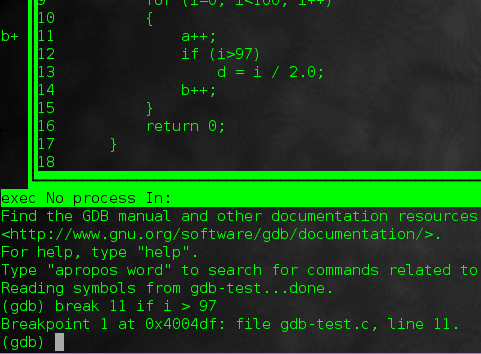 9 for (i=0; i<100; i++)
10 {
b+ 11 a++;
12 if (i>97)
13 d = i / 2.0;
14 b++;
15 }
16 return 0;
17 }
18
exec No process In:
Find the GDB manual and other documentation resources
<http://www.gnu.org/software/gdb/documentation/>.
For help, type "help".
Type "apropos word" to search for commands related to
Reading symbols from gdb-test...done.
(gdb) break 11 if i > 97
Breakpoint 1 at 0x4004df: file gdb-test.c, line 11.
(gdb)